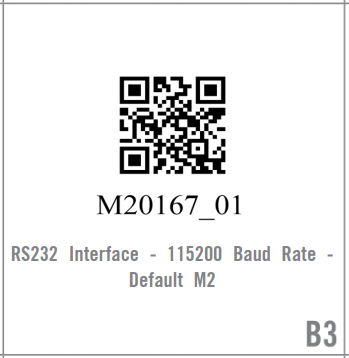 M20167_01
RS232 Interface - 115200 Baud Rate -
Default M2
B3